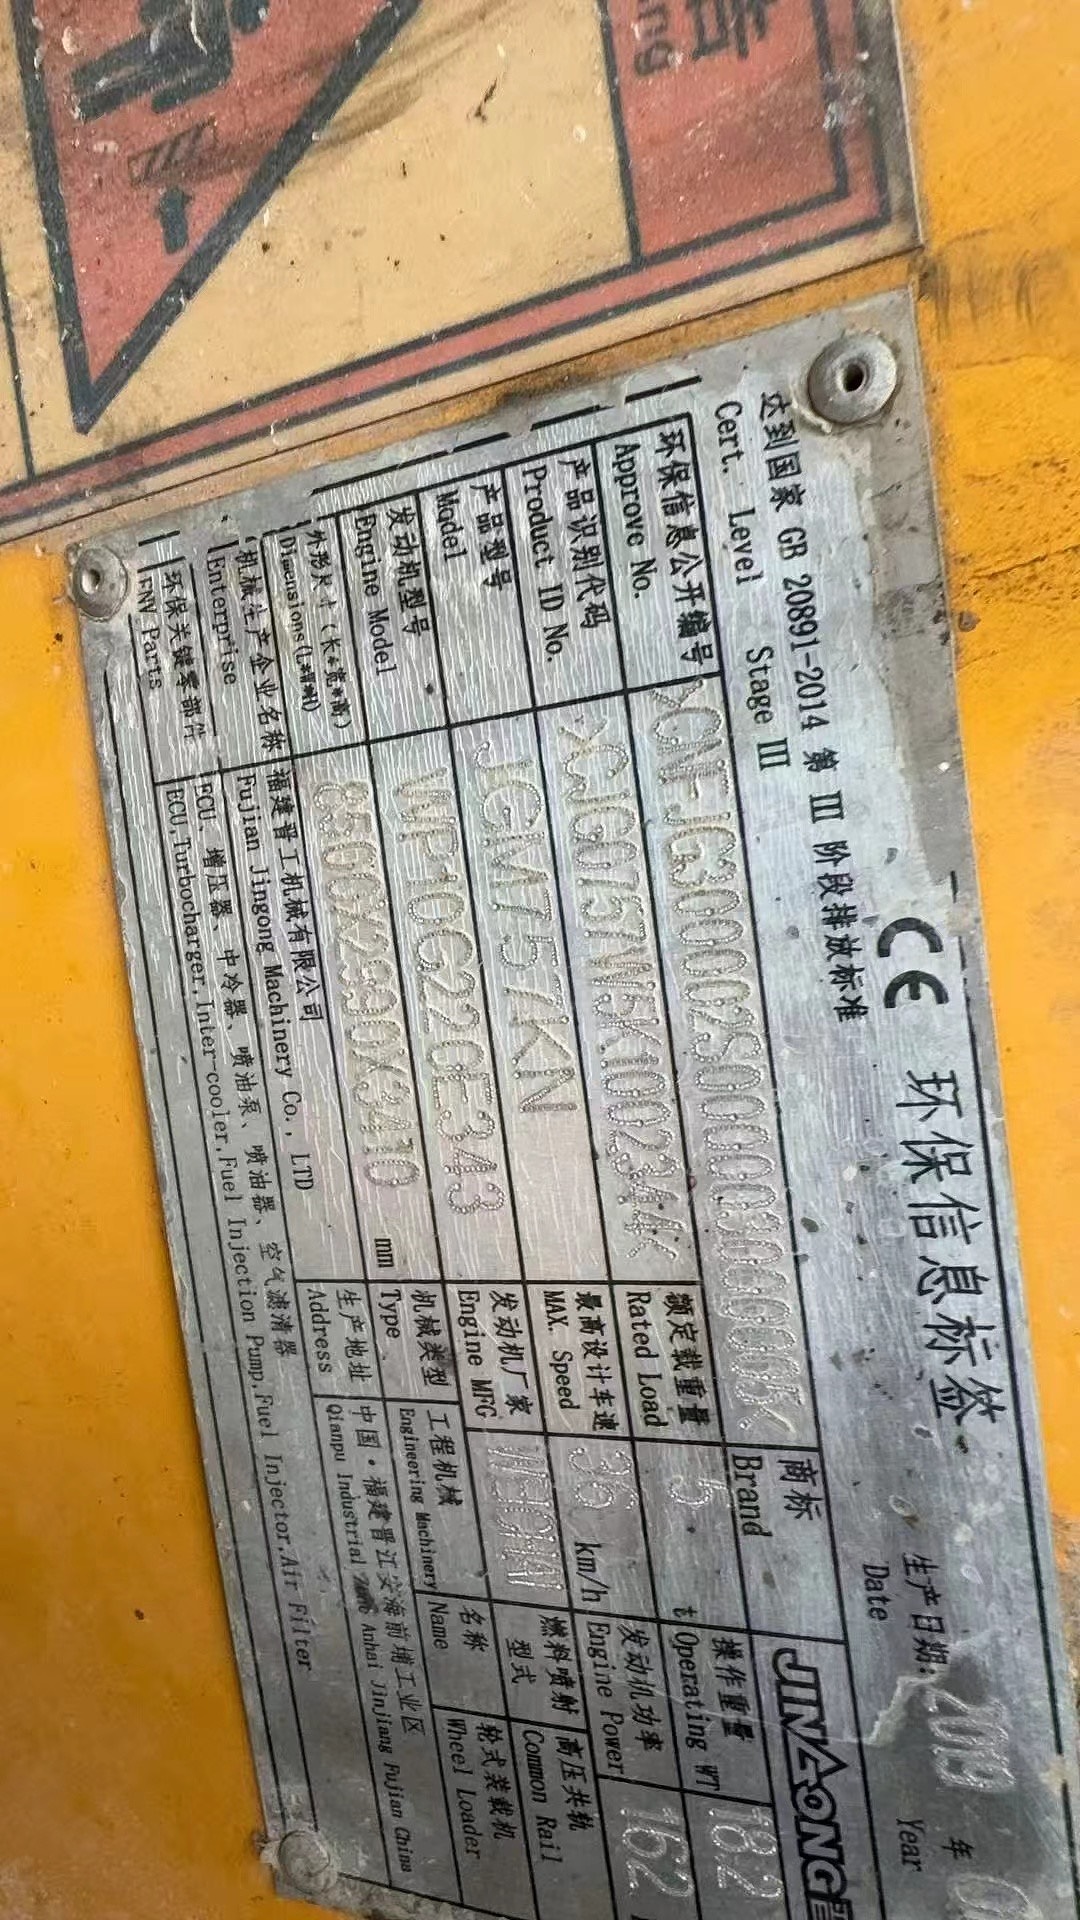 ng
CE 环保信息标签 生产日期: 2019 年
Date Year
达到国家 GB 20891-2014 第 III 阶段排放标准
Cert. Level Stage III
商标 JINGONG
Brand
环保信息公开编号
Approve No.
操作重量 18.2
Operating WT
产品识别代码
Product ID No.
额定载重量 5 t
Rated Load
发动机功率 162
Engine Power
产品型号 JGM757KN
Model
最高设计车速 36 km/h
MAX. Speed
燃料喷射型式 高压共轨
Common Rail
发动机型号 WP10G220E343
Engine Model
发动机厂家
Engine MFG
外形尺寸(长*宽*高) mm
机械类型 工程机械
Type Engineering Machinery
名称 轮式装载机
Name Wheel Loader
机械生产企业名称 福建晋工机械有限公司
Enterprise Fujian Jingong Machinery Co., LTD
生产地址 中国·福建晋江安海前埔工业区
Address Qianpu Industrial Anhai Jinjiang Fujian China
环保关键零部件 ECU、增压器、中冷器、喷油泵、喷油器、空气滤清器
ENV Parts ECU,Turbocharger,Inter-cooler,Fuel Injection Pump,Fuel Injector,Air Filter